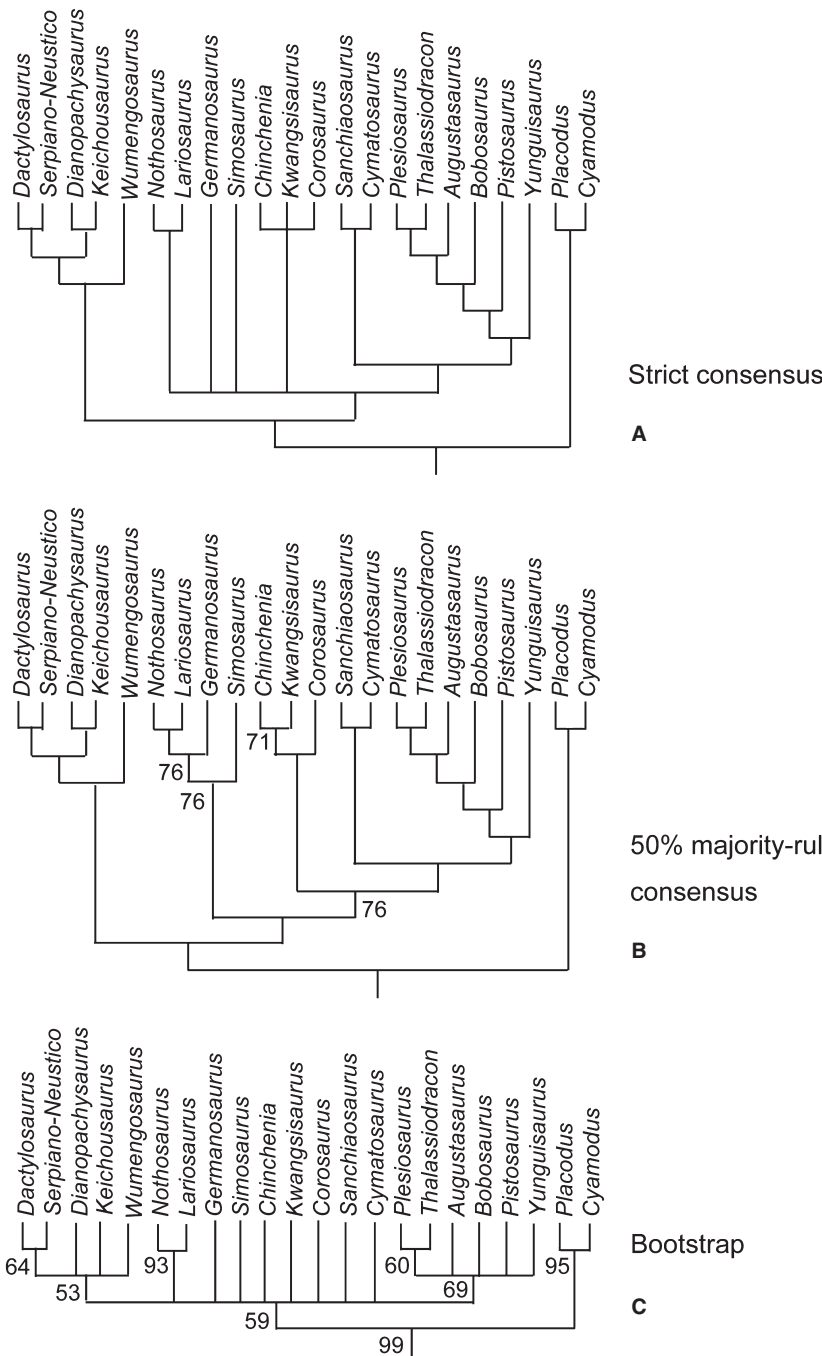 Dactylosaurus
Serpiano-Neustico
Dianopachysaurus
Keichousaurus
Wumengosaurus
Nothosaurus
Lariosaurus
Germanosaurus
Simosaurus
Chinchenia
Kwangsisaurus
Corosaurus
Sanchiaosaurus
Cymatosaurus
Plesiosaurus
Thalassiodracon
Augustasaurus
Bobosaurus
Pistosaurus
Yunguisaurus
Placodus
Cyamodus
Strict consensus
A
Dactylosaurus
Serpiano-Neustico
Dianopachysaurus
Keichousaurus
Wumengosaurus
Nothosaurus
Lariosaurus
Germanosaurus
Simosaurus
Chinchenia
Kwangsisaurus
Corosaurus
Sanchiaosaurus
Cymatosaurus
Plesiosaurus
Thalassiodracon
Augustasaurus
Bobosaurus
Pistosaurus
Yunguisaurus
Placodus
Cyamodus
71
76
76
76
50% majority-rul
consensus
B
Dactylosaurus
Serpiano-Neustico
Dianopachysaurus
Keichousaurus
Wumengosaurus
Nothosaurus
Lariosaurus
Germanosaurus
Simosaurus
Chinchenia
Kwangsisaurus
Corosaurus
Sanchiaosaurus
Cymatosaurus
Plesiosaurus
Thalassiodracon
Augustasaurus
Bobosaurus
Pistosaurus
Yunguisaurus
Placodus
Cyamodus
64
93
60
95
53
69
59
99
Bootstrap
C